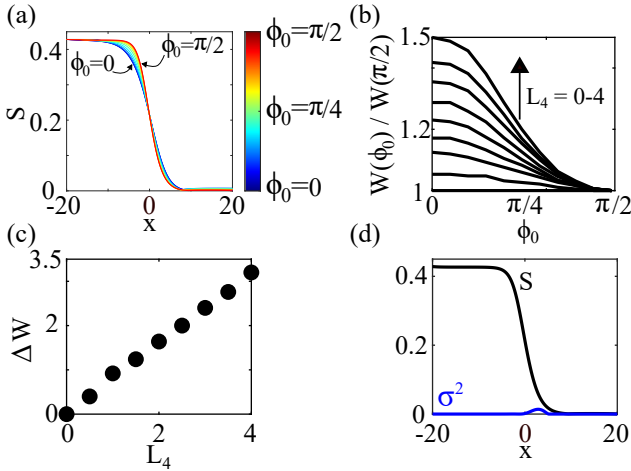 (a)
0.4
0.2
0
S
-20
0
20
x
ϕ₀=0
ϕ₀=π/2
ϕ₀=π/2
ϕ₀=π/4
ϕ₀=0
(b)
1.5
1.2
1
W(ϕ₀) / W(π/2)
L₄ = 0-4
0
π/4
π/2
ϕ₀
(c)
3.5
2
0
ΔW
0
2
4
L₄
(d)
0.4
0.2
0
S
σ²
-20
0
20
x